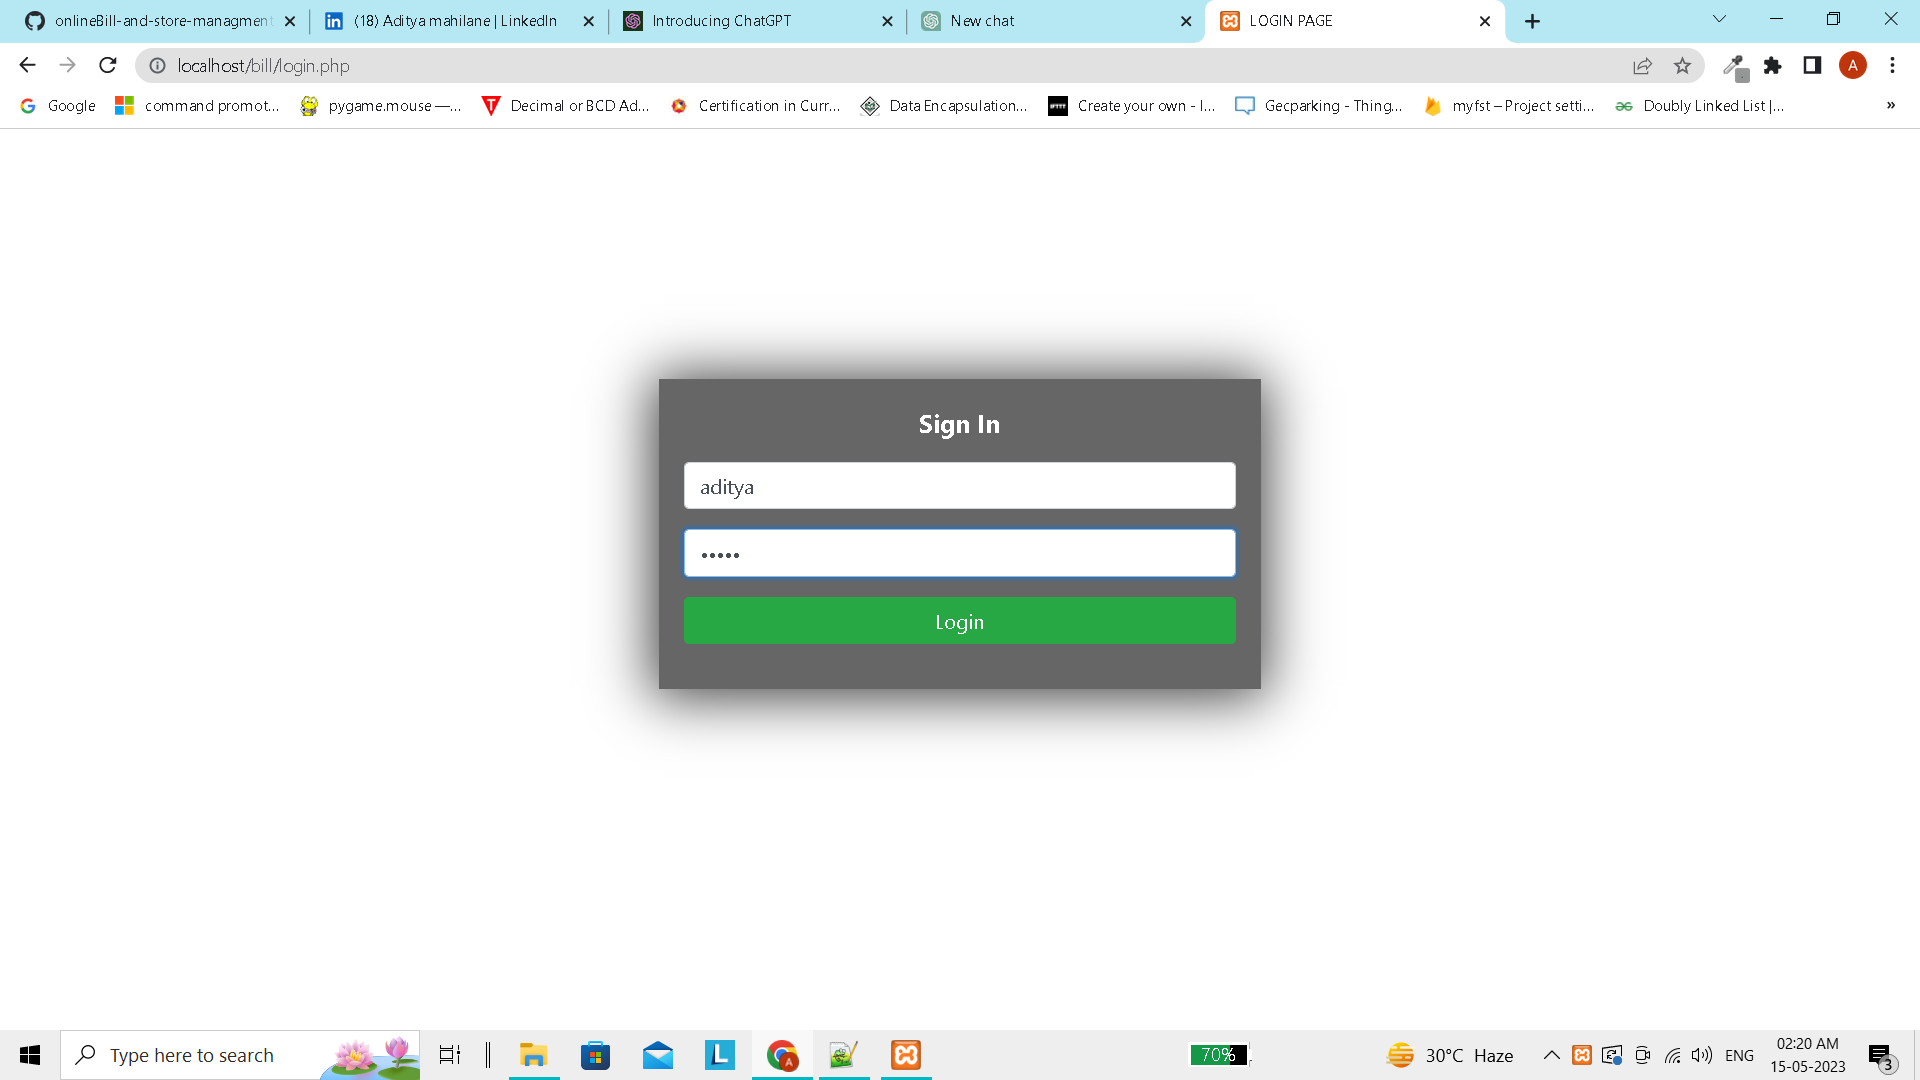 onlineBill-and-store-managment
(18) Aditya mahilane | LinkedIn
Introducing ChatGPT
New chat
LOGIN PAGE
localhost/bill/login.php
A
Google
command promot...
pygame.mouse —...
Decimal or BCD Ad...
Certification in Curr...
Data Encapsulation...
Create your own - I...
Gecparking - Thing...
myfst – Project setti...
Doubly Linked List |...
»
Sign In
aditya
•••••
Login
Type here to search
L
A
70%
30°C Haze
ENG
02:20 AM
15-05-2023
3